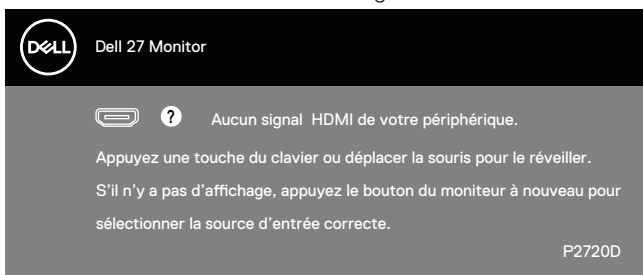 DELL
Dell 27 Monitor
? Aucun signal HDMI de votre périphérique.
Appuyez une touche du clavier ou déplacer la souris pour le réveiller.
S’il n’y a pas d’affichage, appuyez le bouton du moniteur à nouveau pour
sélectionner la source d’entrée correcte.
P2720D